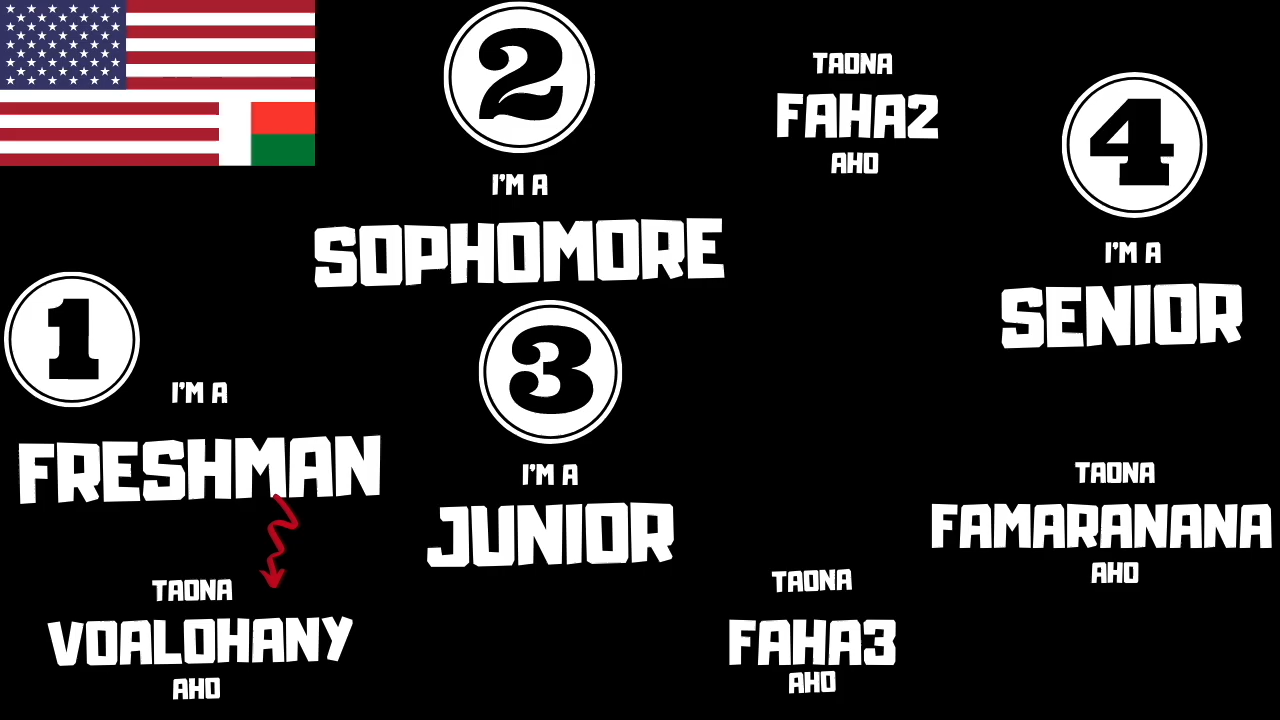 1
I'M A
FRESHMAN
TAONA
VOALOHANY
AHO
2
I'M A
SOPHOMORE
TAONA
FAHA2
AHO
3
I'M A
JUNIOR
TAONA
FAHA3
AHO
4
I'M A
SENIOR
TAONA
FAMARANANA
AHO